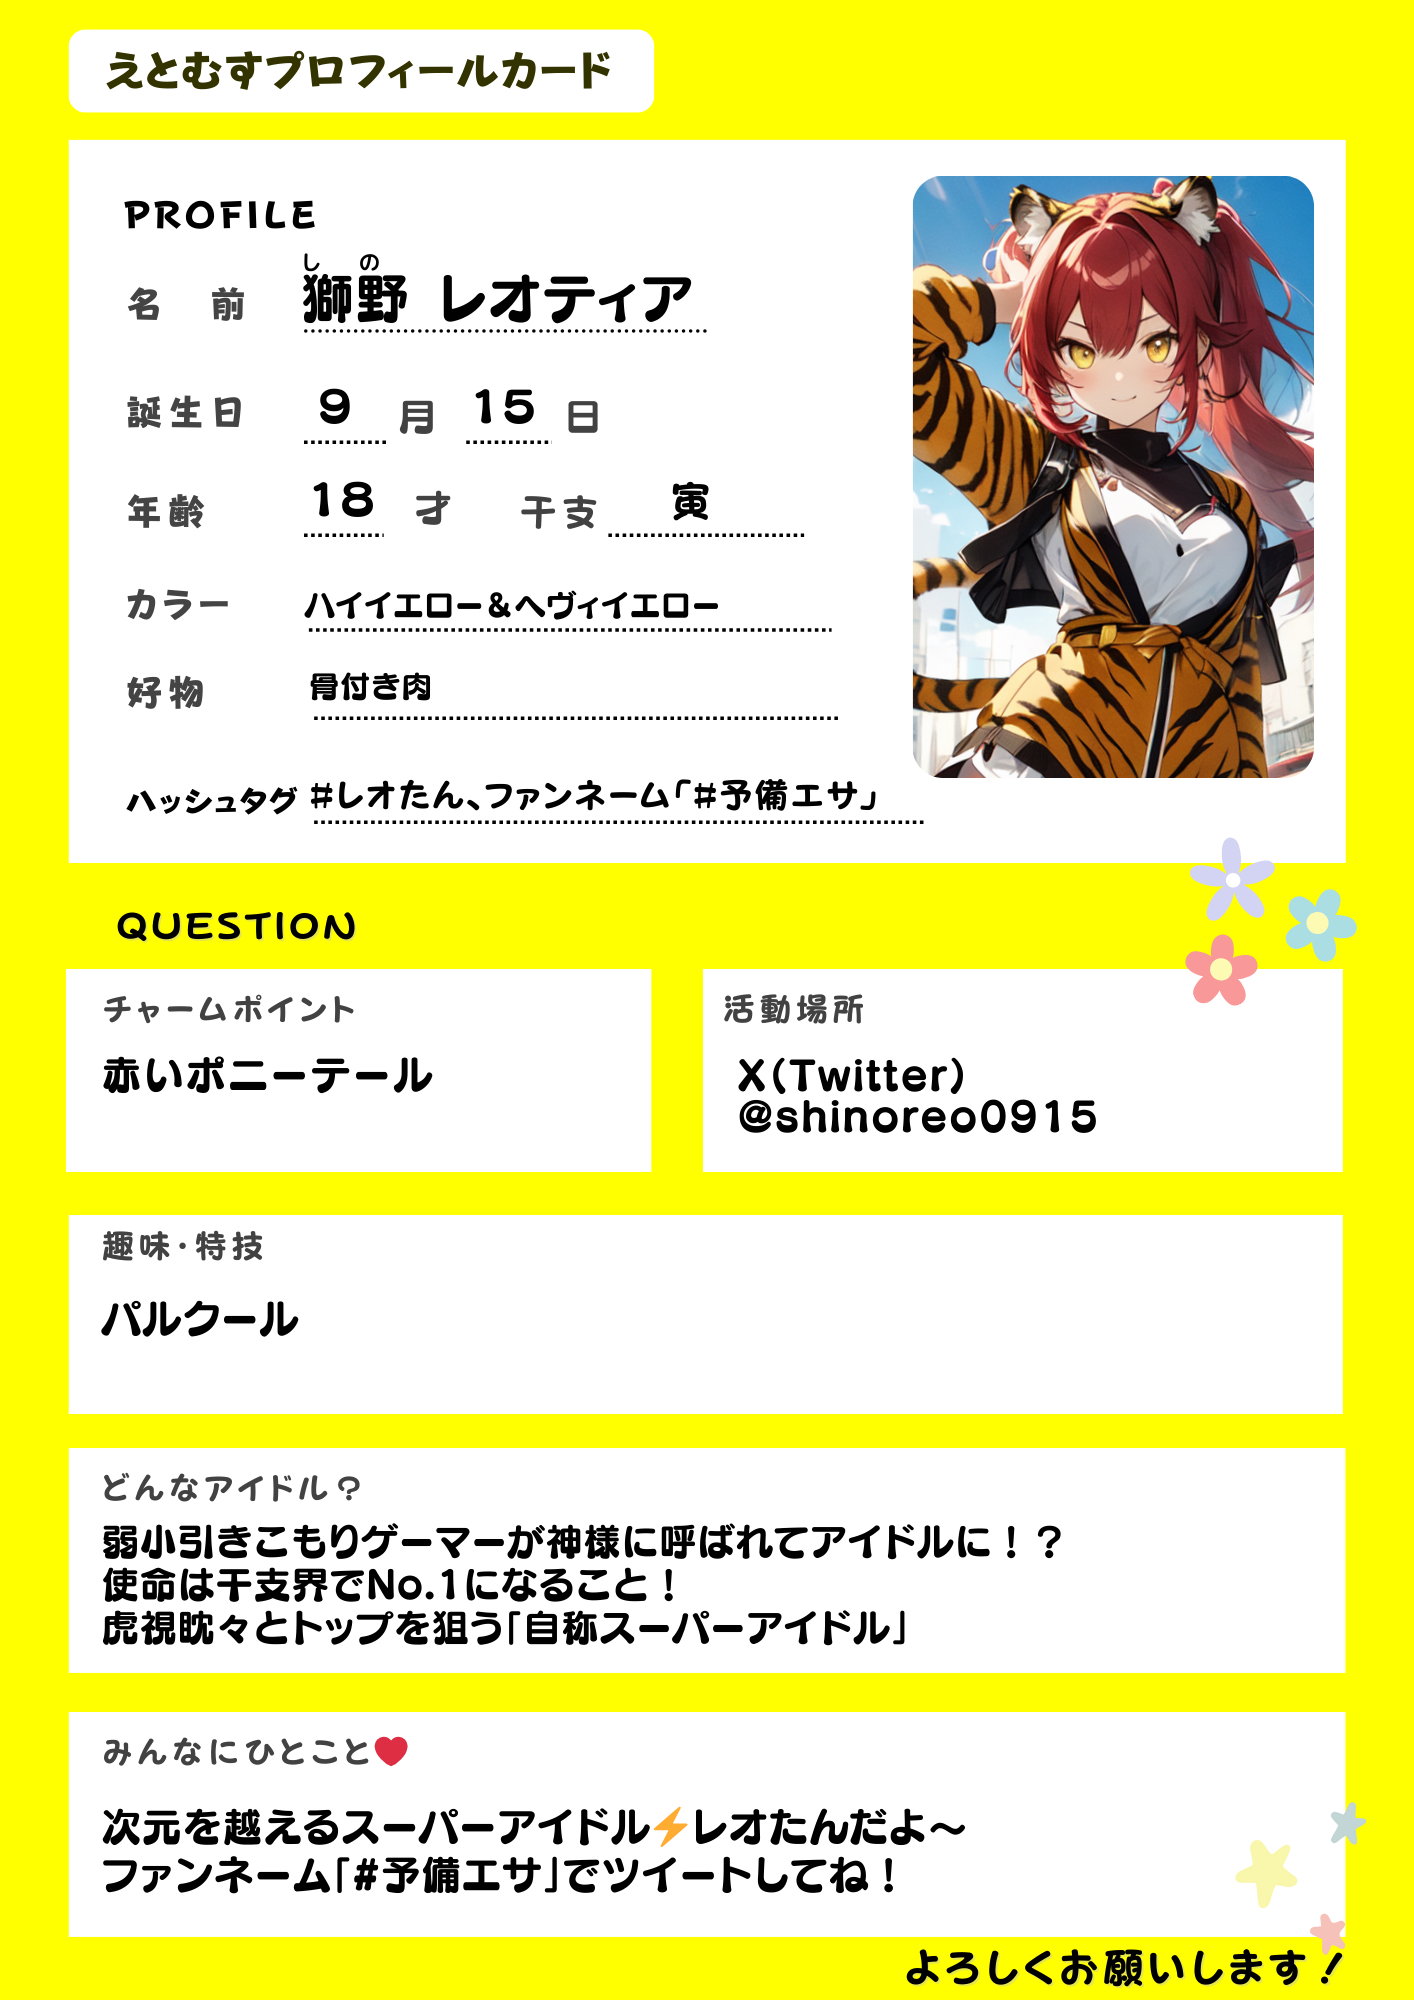 えとむすプロフィールカード
PROFILE
しの
名前 獅野 レオティア
誕生日 9 月 15 日
年齢 18 才 干支 寅
カラー ハイイエロー&ヘヴィイエロー
好物 骨付き肉
ハッシュタグ #レオたん、ファンネーム「#予備エサ」
QUESTION
チャームポイント
赤いポニーテール
活動場所
X(Twitter)
@shinoreo0915
趣味・特技
パルクール
どんなアイドル?
弱小引きこもりゲーマーが神様に呼ばれてアイドルに!?
使命は干支界でNo.1になること!
虎視眈々とトップを狙う「自称スーパーアイドル」
みんなにひとこと❤
次元を越えるスーパーアイドル⚡レオたんだよ〜
ファンネーム「#予備エサ」でツイートしてね!
よろしくお願いします!